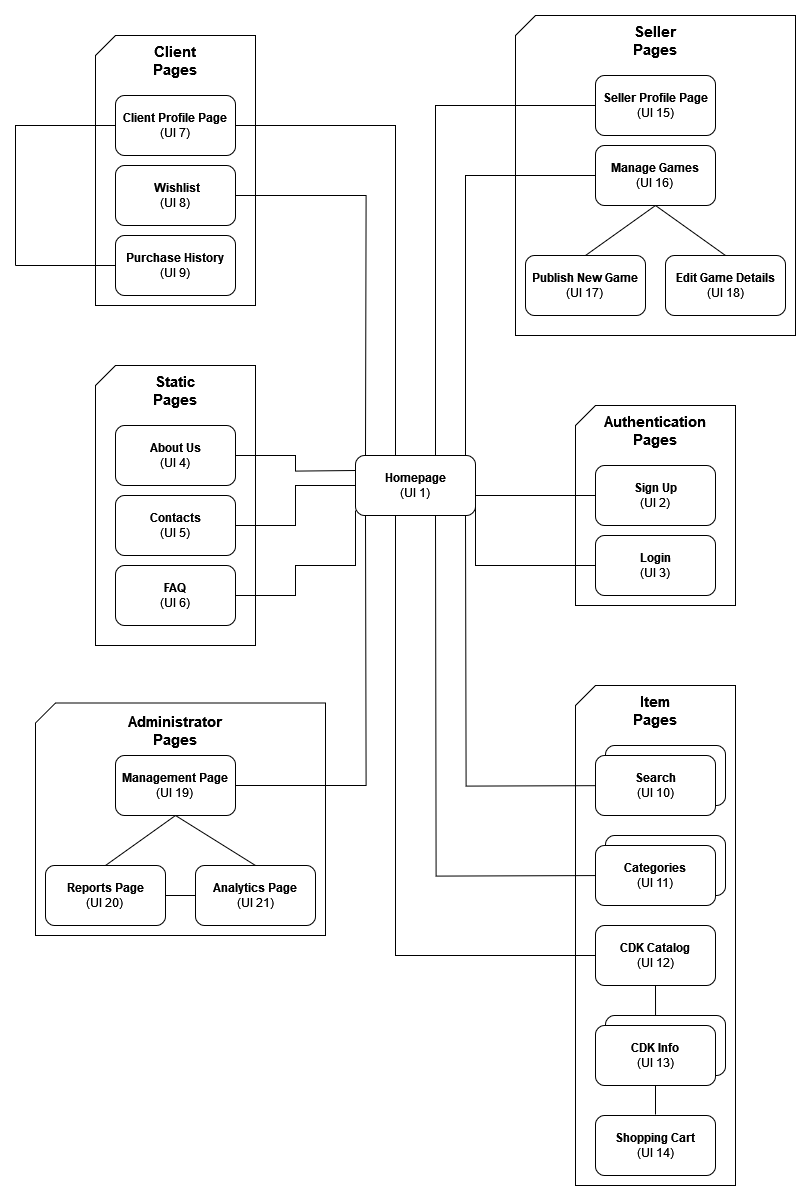 Client
Pages
Client Profile Page
(UI 7)
Wishlist
(UI 8)
Purchase History
(UI 9)
Seller
Pages
Seller Profile Page
(UI 15)
Manage Games
(UI 16)
Publish New Game
(UI 17)
Edit Game Details
(UI 18)
Static
Pages
About Us
(UI 4)
Contacts
(UI 5)
FAQ
(UI 6)
Homepage
(UI 1)
Authentication
Pages
Sign Up
(UI 2)
Login
(UI 3)
Administrator
Pages
Management Page
(UI 19)
Reports Page
(UI 20)
Analytics Page
(UI 21)
Item
Pages
Search
(UI 10)
Categories
(UI 11)
CDK Catalog
(UI 12)
CDK Info
(UI 13)
Shopping Cart
(UI 14)